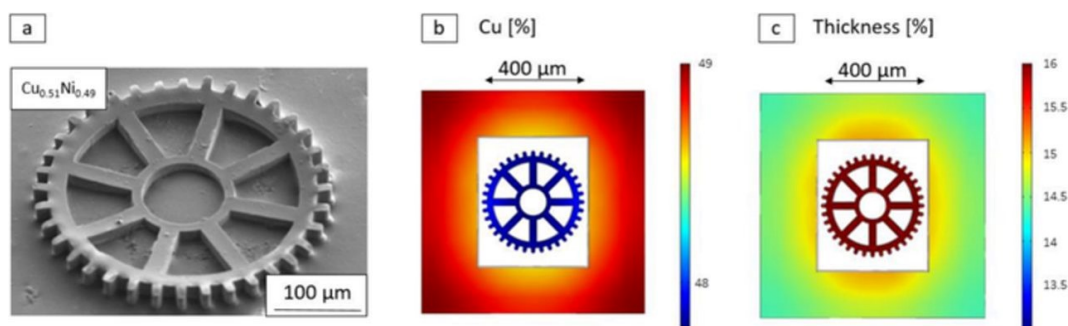 a
b Cu [%]
c Thickness [%]
Cu0.51Ni0.49
100 µm
400 µm
49
48
400 µm
16
15.5
15
14.5
14
13.5